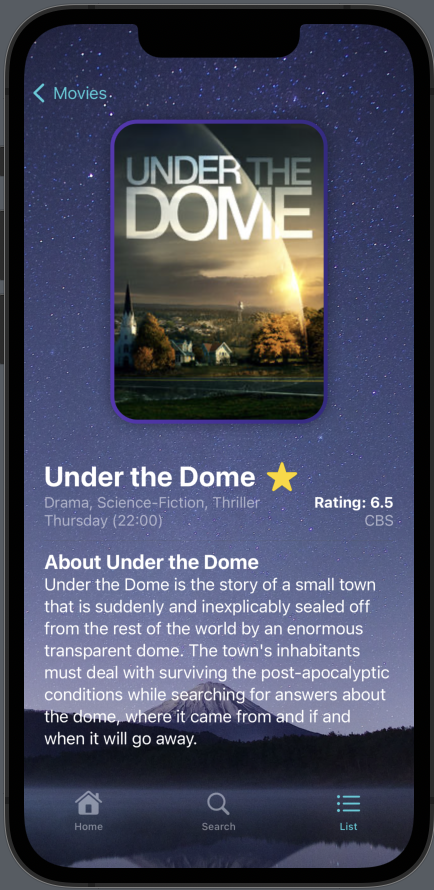 Movies
UNDER THE
DOME
Under the Dome ⭐
Drama, Science-Fiction, Thriller
Rating: 6.5
Thursday (22:00)
CBS
About Under the Dome
Under the Dome is the story of a small town
that is suddenly and inexplicably sealed off
from the rest of the world by an enormous
transparent dome. The town's inhabitants
must deal with surviving the post-apocalyptic
conditions while searching for answers about
the dome, where it came from and if and
when it will go away.
Home
Search
List